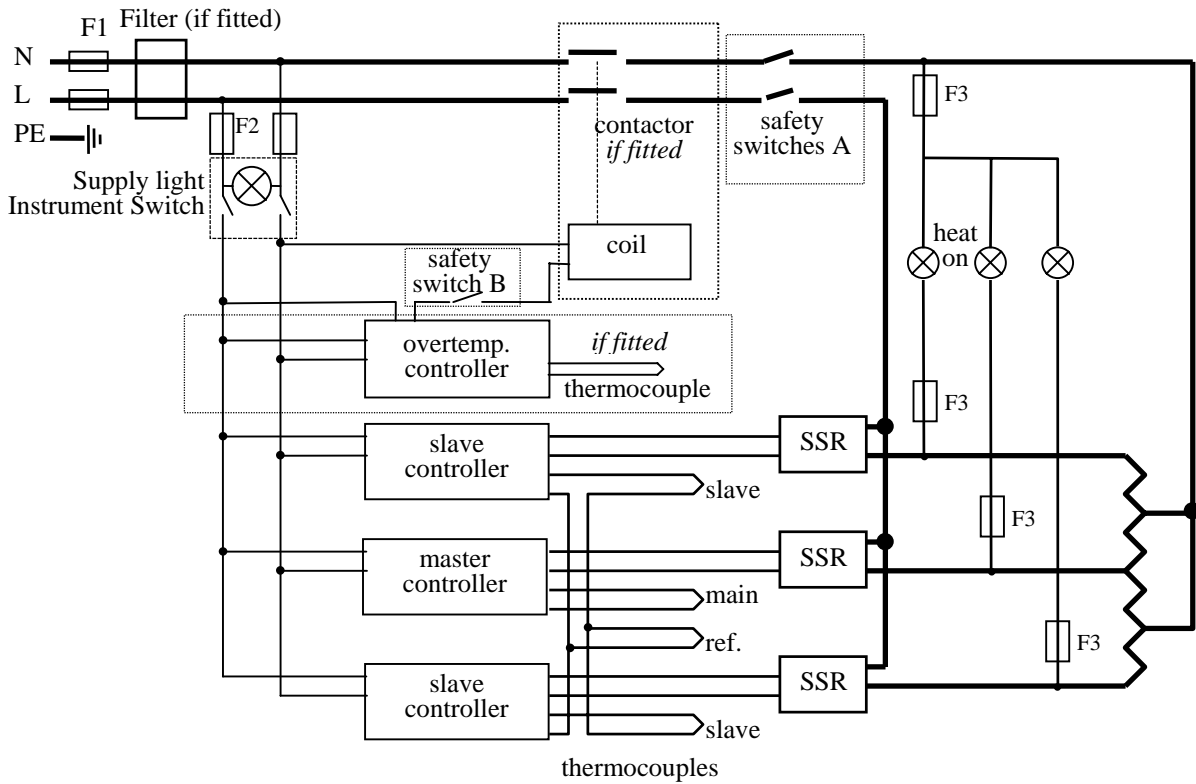 F1
Filter (if fitted)
N
L
PE
F2
Supply light
Instrument Switch
contactor
if fitted
safety
switches A
F3
coil
heat
on
safety
switch B
overtemp.
controller
if fitted
thermocouple
F3
slave
controller
SSR
slave
F3
master
controller
SSR
main
ref.
F3
slave
controller
SSR
slave
thermocouples